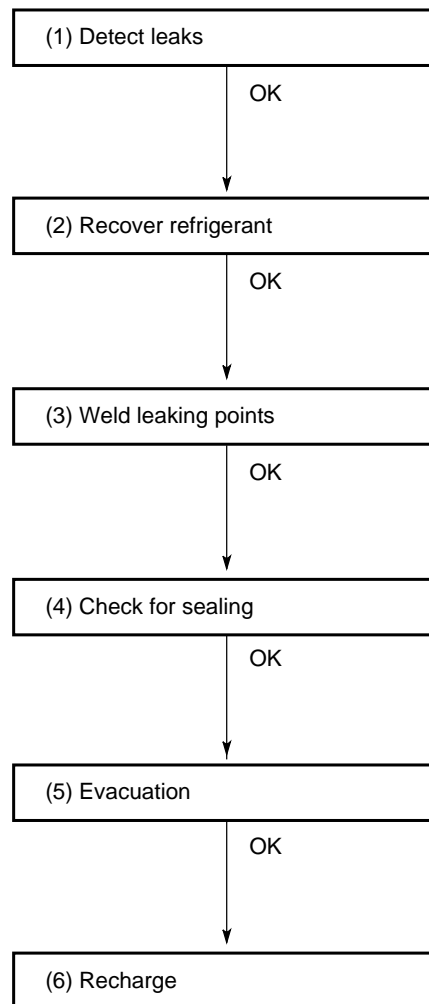 (1) Detect leaks
OK
(2) Recover refrigerant
OK
(3) Weld leaking points
OK
(4) Check for sealing
OK
(5) Evacuation
OK
(6) Recharge